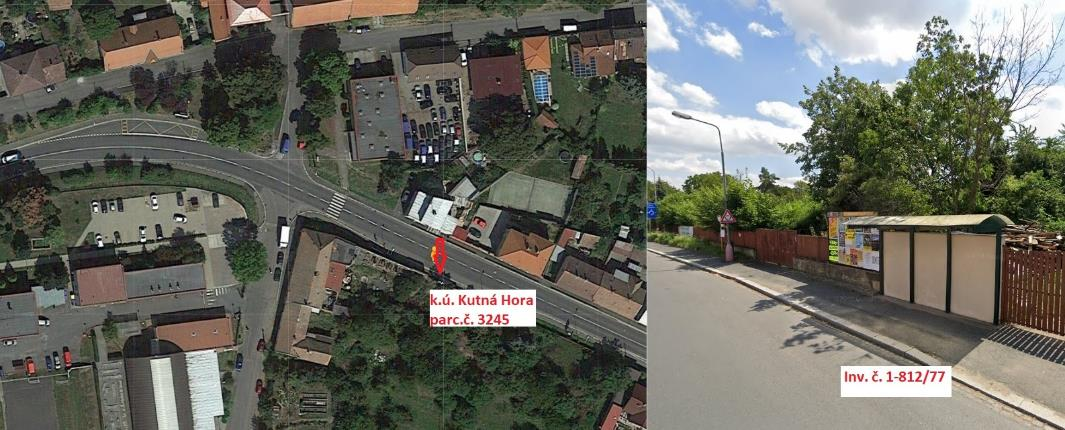 k.ú. Kutná Hora
parc.č. 3245
Inv. č. 1-812/77